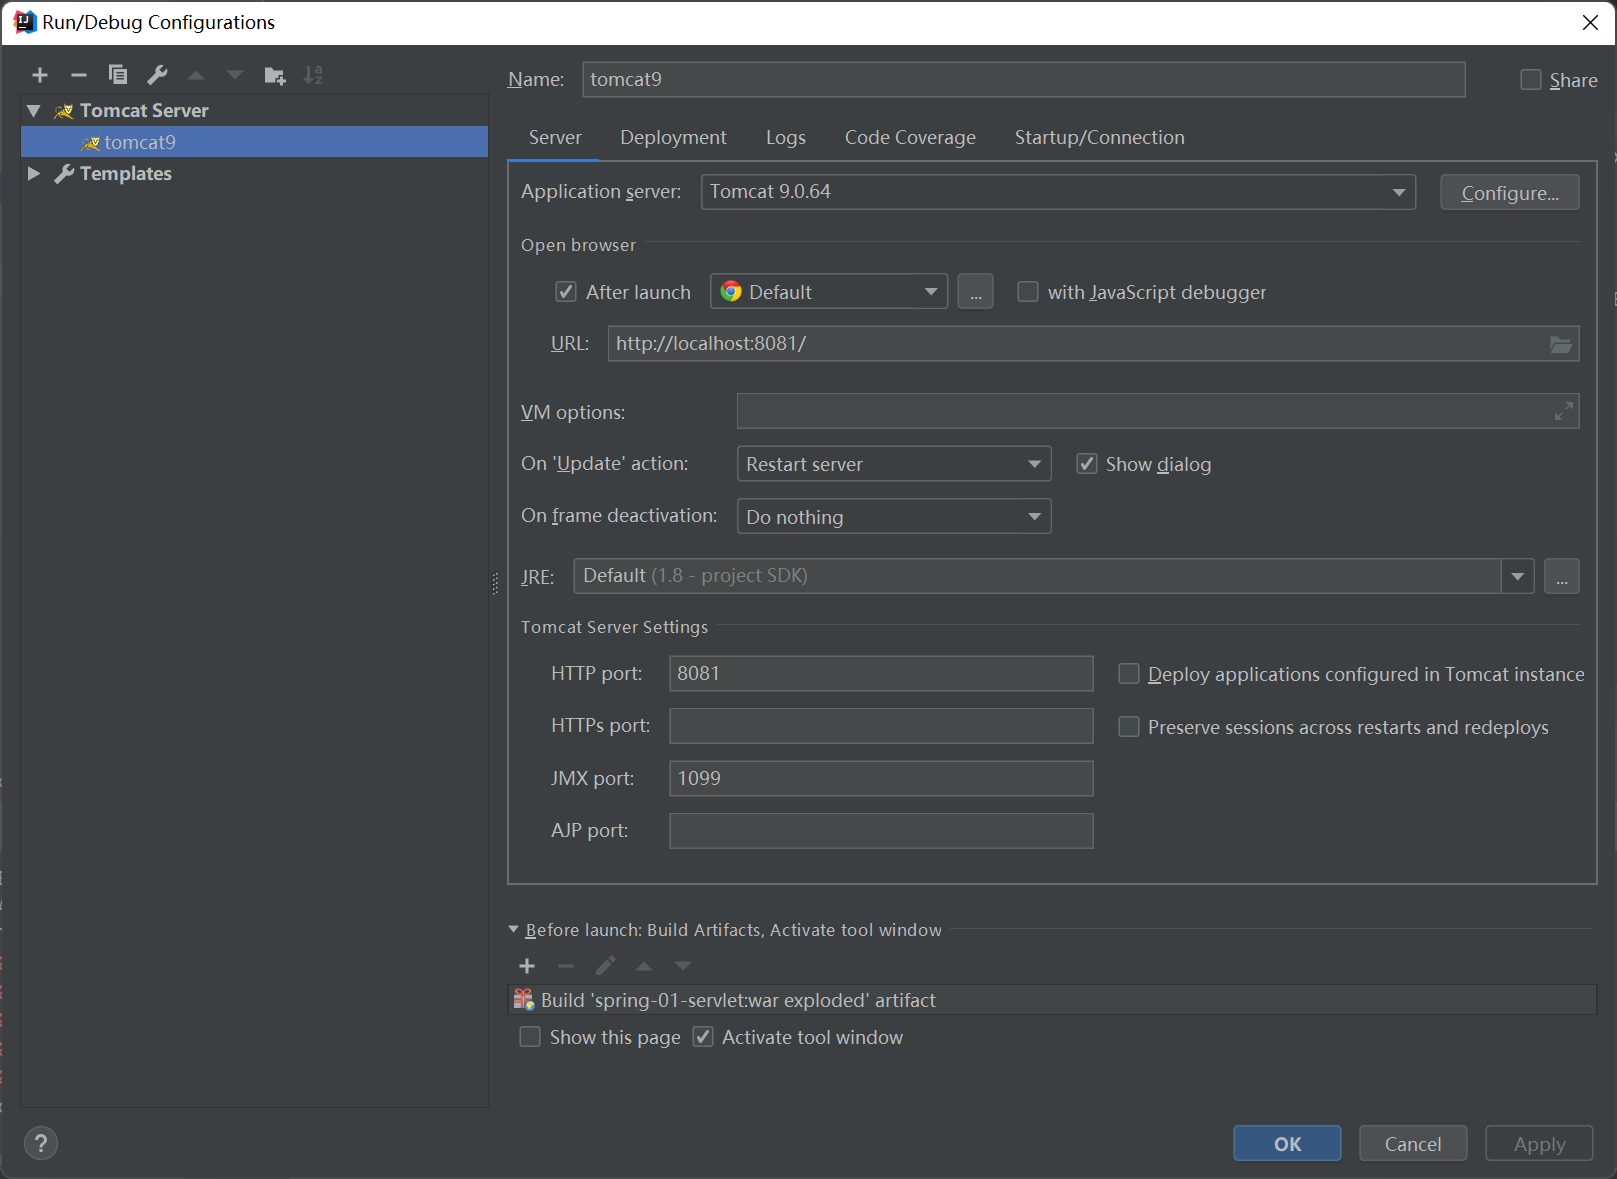 Run/Debug Configurations
Tomcat Server
tomcat9
Templates
Name: tomcat9
Share
Server Deployment Logs Code Coverage Startup/Connection
Application server: Tomcat 9.0.64 Configure...
Open browser
After launch Default ... with JavaScript debugger
URL: http://localhost:8081/
VM options:
On 'Update' action: Restart server Show dialog
On frame deactivation: Do nothing
JRE: Default (1.8 - project SDK) ...
Tomcat Server Settings
HTTP port: 8081 Deploy applications configured in Tomcat instance
HTTPs port: Preserve sessions across restarts and redeploys
JMX port: 1099
AJP port:
Before launch: Build Artifacts, Activate tool window
Build 'spring-01-servlet:war exploded' artifact
Show this page Activate tool window
? OK Cancel Apply